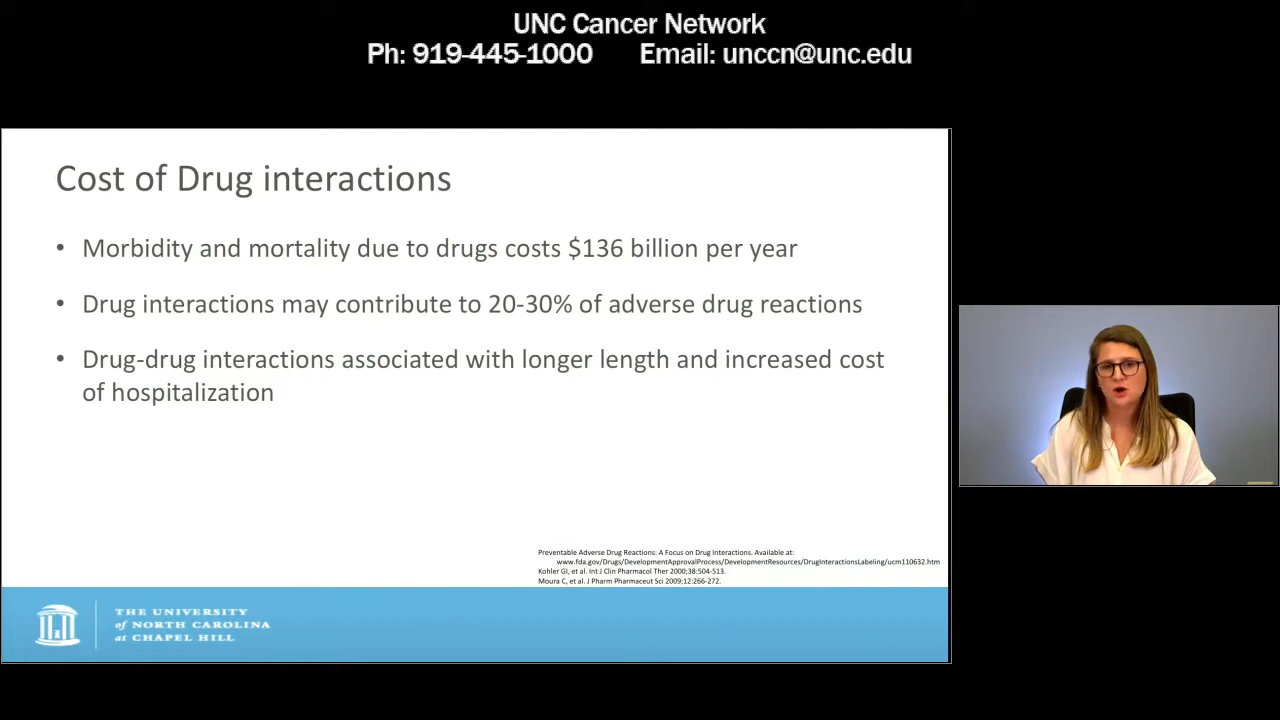 UNC Cancer Network
Ph: 919-445-1000 Email: unccn@unc.edu
Cost of Drug interactions
• Morbidity and mortality due to drugs costs $136 billion per year
• Drug interactions may contribute to 20-30% of adverse drug reactions
• Drug-drug interactions associated with longer length and increased cost
of hospitalization
Preventable Adverse Drug Reactions: A Focus on Drug Interactions. Available at:
www.fda.gov/Drugs/DevelopmentApprovalProcess/DevelopmentResources/DrugInteractionsLabeling/ucm110632.htm
Kohler GI, et al. Int J Clin Pharmacol Ther 2000;38:504-513.
Moura C, et al. J Pharm Pharmaceut Sci 2009;12:266-272.
THE UNIVERSITY
of NORTH CAROLINA
at CHAPEL HILL